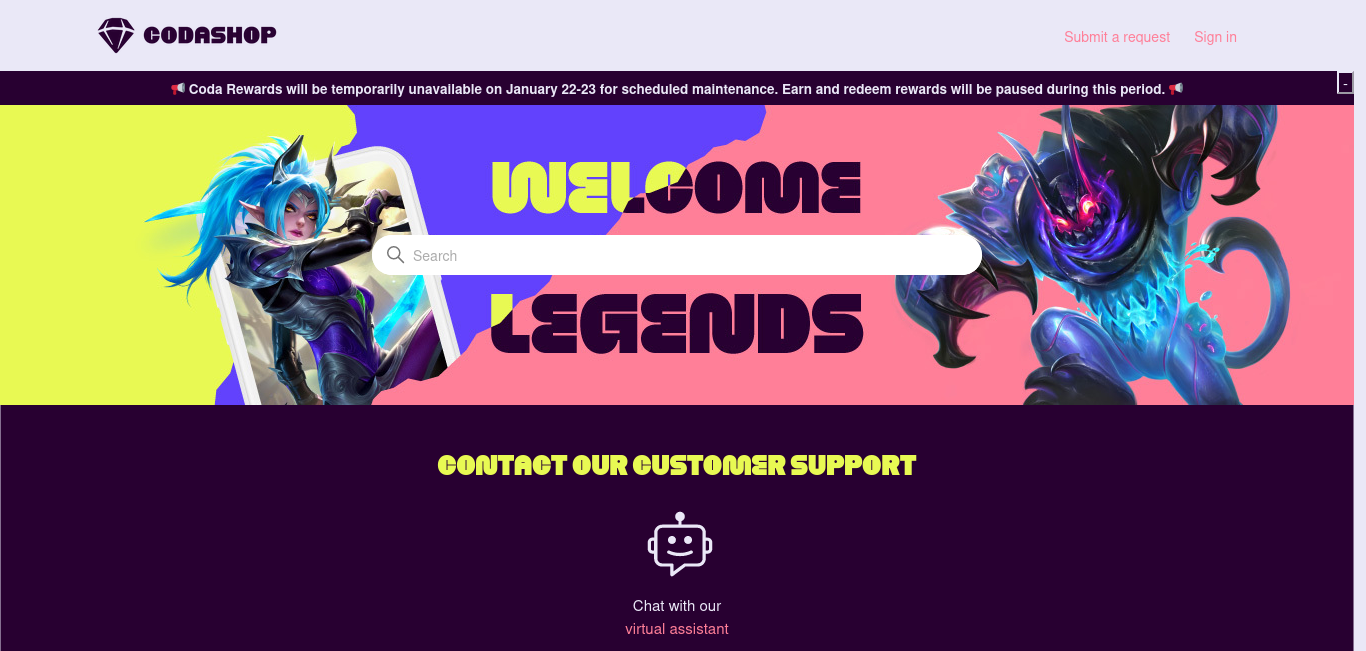 CODASHOP
Submit a request
Sign in
📢 Coda Rewards will be temporarily unavailable on January 22-23 for scheduled maintenance. Earn and redeem rewards will be paused during this period. 📢
-
WELCOME
Search
LEGENDS
CONTACT OUR CUSTOMER SUPPORT
Chat with our
virtual assistant